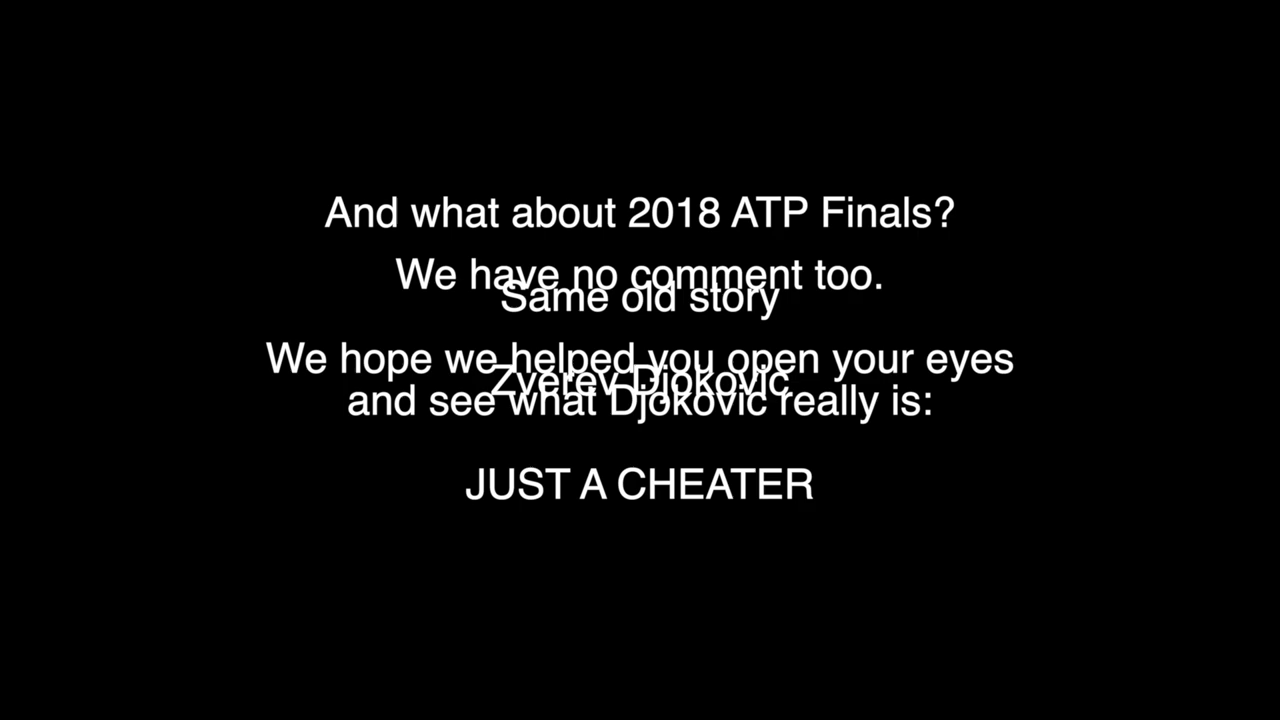 And what about 2018 ATP Finals?
We have no comment too.
Same old story
We hope we helped you open your eyes
Zverev Djokovic
and see what Djokovic really is:
JUST A CHEATER